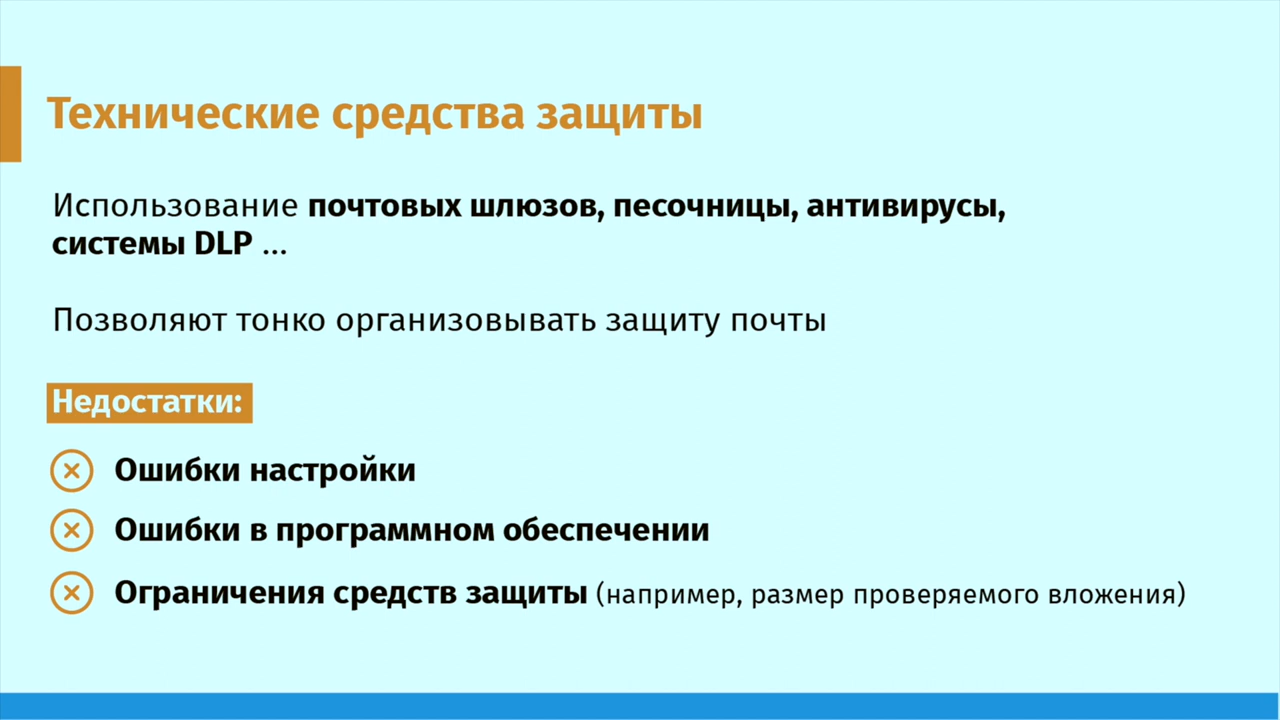 Технические средства защиты
Использование почтовых шлюзов, песочницы, антивирусы,
системы DLP ...
Позволяют тонко организовывать защиту почты
Недостатки:
Ошибки настройки
Ошибки в программном обеспечении
Ограничения средств защиты (например, размер проверяемого вложения)